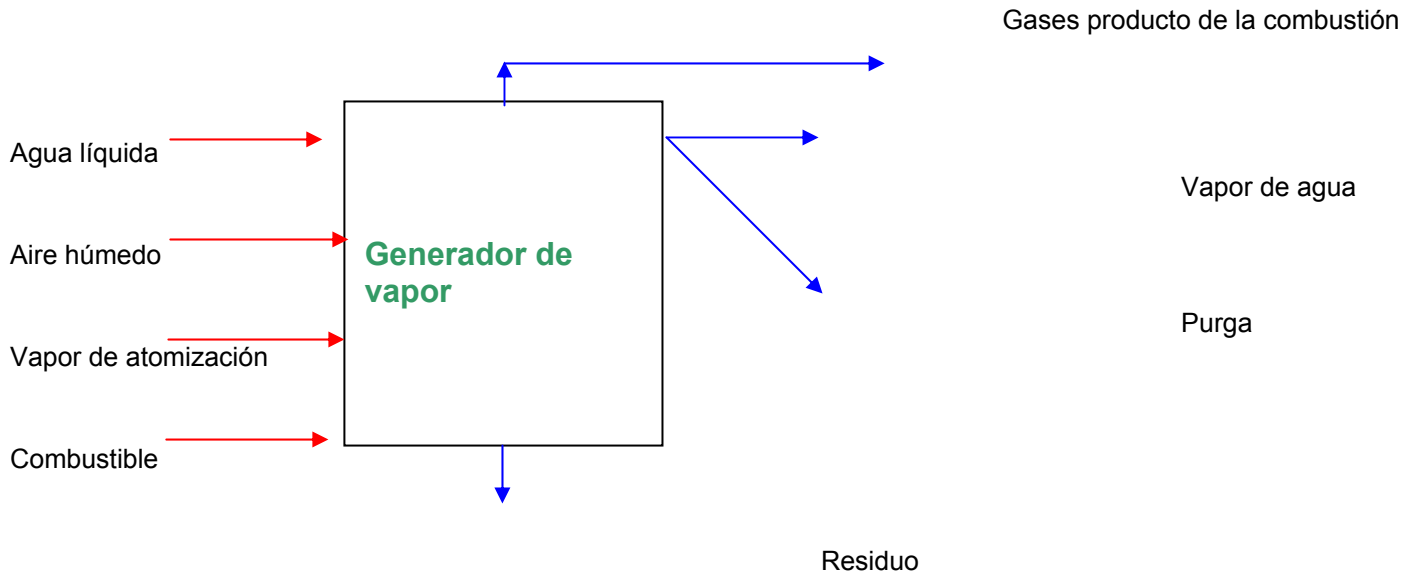 Gases producto de la combustión
Agua líquida
Vapor de agua
Aire húmedo
Generador de
vapor
Purga
Vapor de atomización
Combustible
Residuo